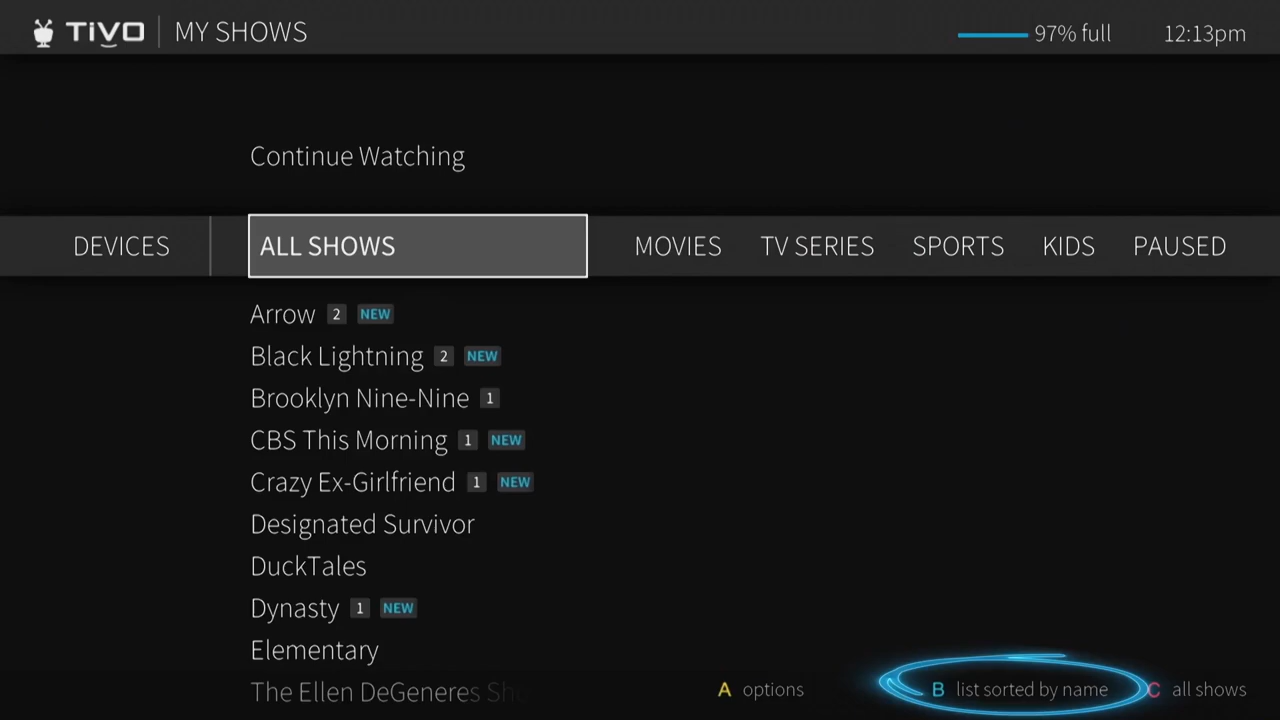 TiVo MY SHOWS 97% full 12:13pm
Continue Watching
DEVICES ALL SHOWS MOVIES TV SERIES SPORTS KIDS PAUSED
Arrow 2 NEW
Black Lightning 2 NEW
Brooklyn Nine-Nine 1
CBS This Morning 1 NEW
Crazy Ex-Girlfriend 1 NEW
Designated Survivor
DuckTales
Dynasty 1 NEW
Elementary
The Ellen DeGeneres
A options B list sorted by name C all shows